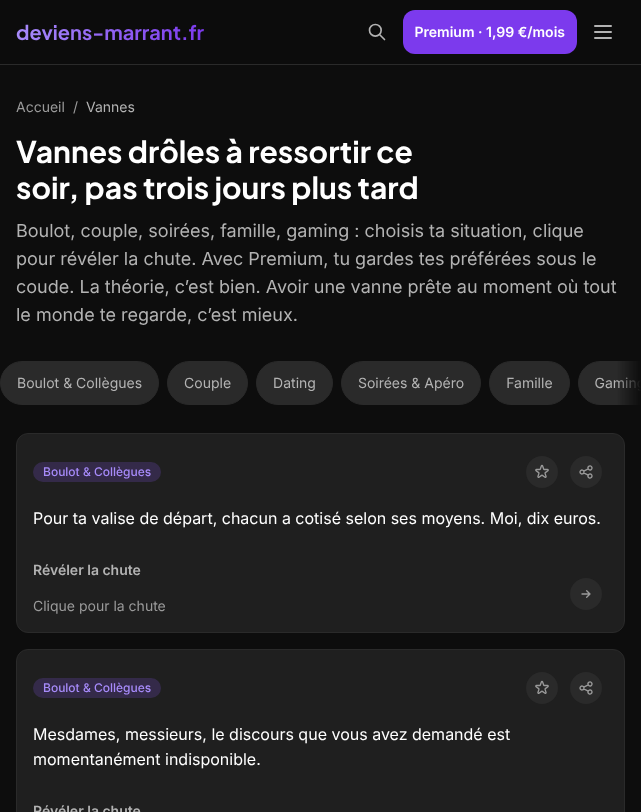 deviens-marrant.fr
Premium · 1,99 €/mois
Accueil / Vannes
Vannes drôles à ressortir ce
soir, pas trois jours plus tard
Boulot, couple, soirées, famille, gaming : choisis ta situation, clique
pour révéler la chute. Avec Premium, tu gardes tes préférées sous le
coude. La théorie, c’est bien. Avoir une vanne prête au moment où tout
le monde te regarde, c’est mieux.
Boulot & Collègues Couple Dating Soirées & Apéro Famille Gamin
Boulot & Collègues
Pour ta valise de départ, chacun a cotisé selon ses moyens. Moi, dix euros.
Révéler la chute
Clique pour la chute
Boulot & Collègues
Mesdames, messieurs, le discours que vous avez demandé est
momentanément indisponible.
Révéler la chute